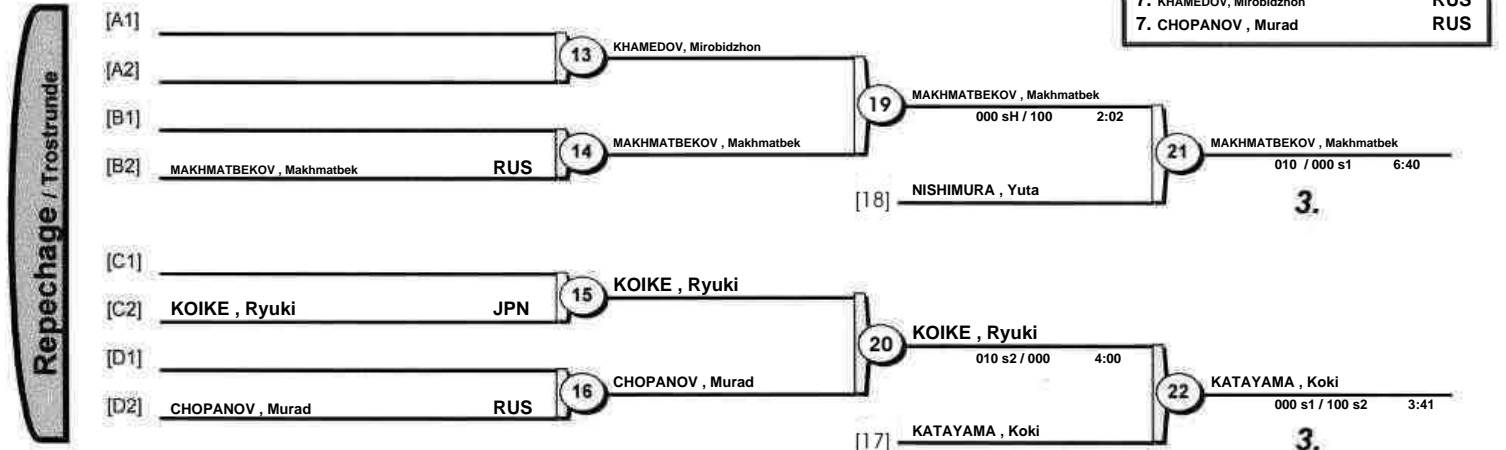 7. KHAMEDOV, Mirobidzhon RUS
7. CHOPANOV , Murad RUS
Repechage / Trostrunde
[A1]
13 KHAMEDOV, Mirobidzhon
[A2]
19 MAKHMATBEKOV , Makhmatbek
000 sH / 100 2:02
[B1]
14 MAKHMATBEKOV , Makhmatbek
21 MAKHMATBEKOV , Makhmatbek
010 / 000 s1 6:40
[B2] MAKHMATBEKOV , Makhmatbek RUS
[18] NISHIMURA , Yuta
3.
[C1]
15 KOIKE , Ryuki
[C2] KOIKE , Ryuki JPN
20 KOIKE , Ryuki
010 s2 / 000 4:00
[D1]
16 CHOPANOV , Murad
22 KATAYAMA , Koki
000 s1 / 100 s2 3:41
[D2] CHOPANOV , Murad RUS
[17] KATAYAMA , Koki
3.